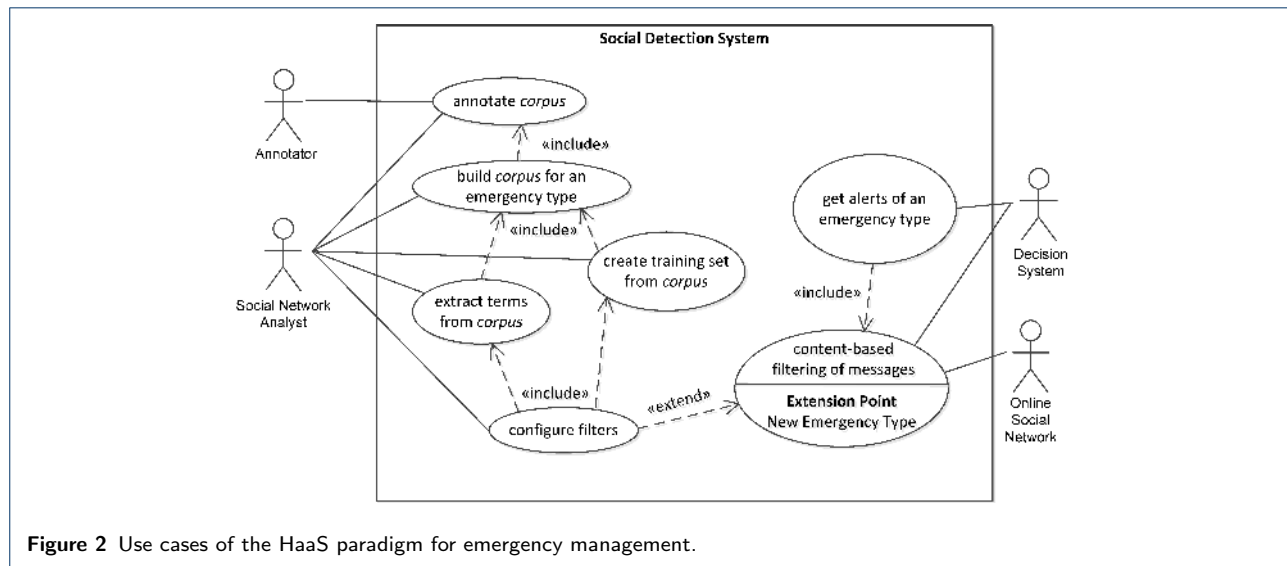 Social Detection System
annotate corpus
Annotator
«include»
build corpus for an
emergency type
get alerts of an
emergency type
«include»
Decision
System
create training set
from corpus
Social Network
Analyst
extract terms
from corpus
«include»
content-based
filtering of messages
«include»
«extend»
Extension Point
New Emergency Type
configure filters
Online
Social
Network
Figure 2 Use cases of the HaaS paradigm for emergency management.